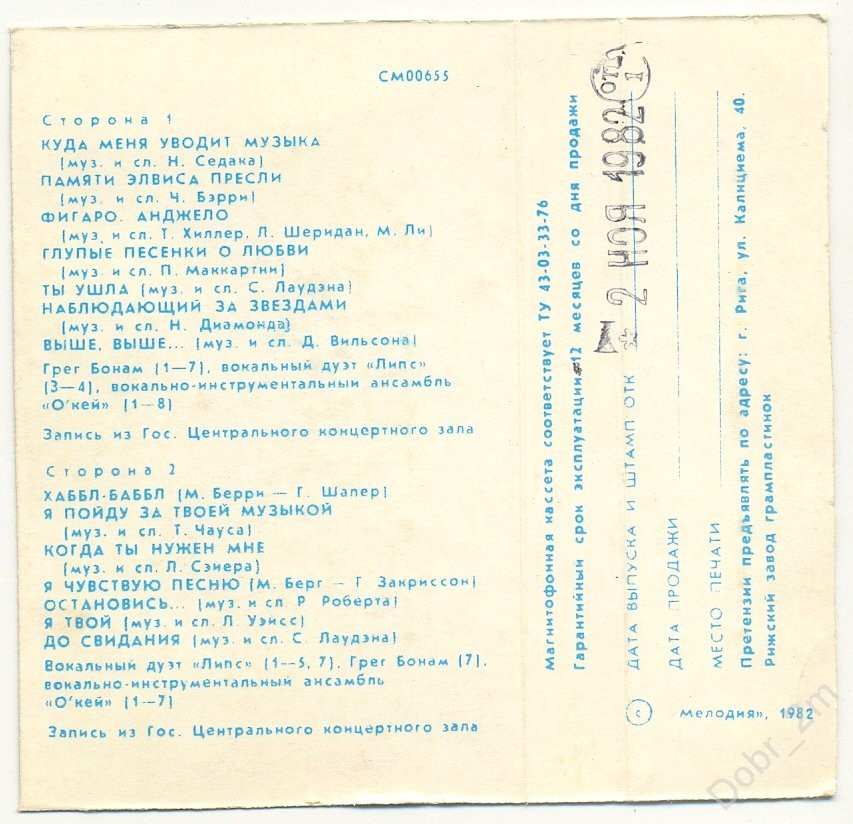 СМ00655
Сторона 1
КУДА МЕНЯ УВОДИТ МУЗЫКА
(муз. и сл. Н. Седака)
ПАМЯТИ ЭЛВИСА ПРЕСЛИ
(муз. и сл. Ч. Бэрри)
ФИГАРО. АНДЖЕЛО
(муз. и сл. Т. Хиллер, Л. Шеридан, М. Ли)
ГЛУПЫЕ ПЕСЕНКИ О ЛЮБВИ
(муз. и сл. П. Маккартни)
ТЫ УШЛА (муз. и сл. С. Лаудэна)
НАБЛЮДАЮЩИЙ ЗА ЗВЕЗДАМИ
(муз. и сл. Н. Диамонда)
ВЫШЕ, ВЫШЕ... (муз. и сл. Д. Вильсона)
Грег Бонам (1—7), вокальный дуэт «Липс»
(3—4), вокально-инструментальный ансамбль
«О'кей» (1—8)
Запись из Гос. Центрального концертного зала
Сторона 2
ХАББЛ-БАББЛ (М. Берри — Г. Шапер)
Я ПОЙДУ ЗА ТВОЕЙ МУЗЫКОЙ
(муз. и сл. Т. Чауса)
КОГДА ТЫ НУЖЕН МНЕ
(муз. и сл. Л. Сэйера)
Я ЧУВСТВУЮ ПЕСНЮ (М. Берг — Г Закриссон)
ОСТАНОВИСЬ... (муз. и сл Р. Роберта)
Я ТВОЙ (муз. и сл. Л. Уэисс)
ДО СВИДАНИЯ (муз. и сл. С. Лаудэна)
Вокальный дуэт «Липс» (1—5, 7), Грег Бонам (7),
вокально-инструментальный ансамбль
«О'кей» (1—7)
Запись из Гос. Центрального концертного зала
Магнитофонная кассета соответствует ТУ 43-03-33-76
Гарантийный срок эксплуатации 12 месяцев со дня продажи
ДАТА ВЫПУСКА И ШТАМП ОТК
2 НОЯ 1982
ОТК
1
ДАТА ПРОДАЖИ
МЕСТО ПЕЧАТИ
Претензии предъявлять по адресу: г. Рига, ул. Калнциема, 40.
Рижский завод грампластинок
© Мелодия», 1982
Dobr_2m